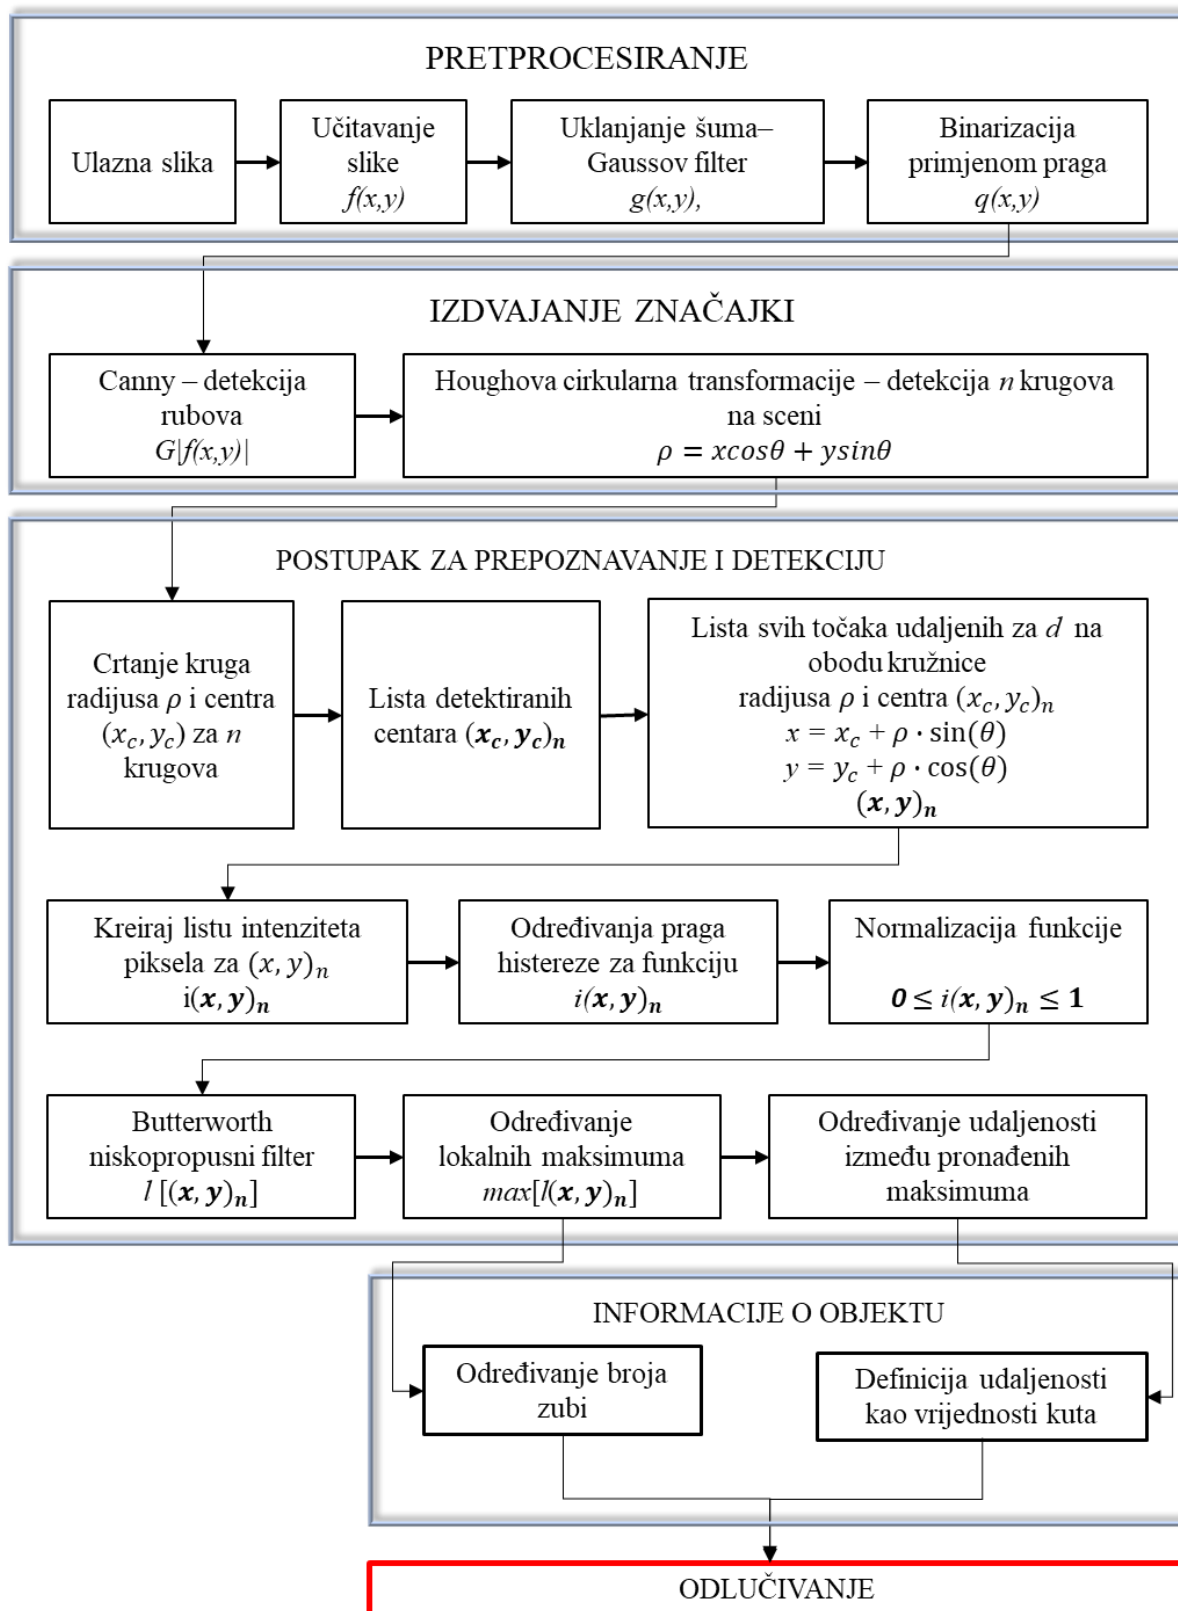 PRETPROCESIRANJE
Ulazna slika
Učitavanje
slike
f(x,y)
Uklanjanje šuma–
Gaussov filter
g(x,y),
Binarizacija
primjenom praga
q(x,y)
IZDVAJANJE ZNAČAJKI
Canny – detekcija
rubova
G|f(x,y)|
Houghova cirkularna transformacije – detekcija n krugova
na sceni
ρ = xcosθ + ysinθ
POSTUPAK ZA PREPOZNAVANJE I DETEKCIJU
Crtanje kruga
radijusa ρ i centra
(x_c, y_c) za n
krugova
Lista detektiranih
centara (x_c, y_c)_n
Lista svih točaka udaljenih za d na
obodu kružnice
radijusa ρ i centra (x_c, y_c)_n
x = x_c + ρ · sin(θ)
y = y_c + ρ · cos(θ)
(x, y)_n
Kreiraj listu intenziteta
piksela za (x, y)_n
i(x, y)_n
Određivanja praga
histereze za funkciju
i(x, y)_n
Normalizacija funkcije
0 ≤ i(x, y)_n ≤ 1
Butterworth
niskopropusni filter
l [(x, y)_n]
Određivanje
lokalnih maksimuma
max[l(x, y)_n]
Određivanje udaljenosti
između pronađenih
maksimuma
INFORMACIJE O OBJEKTU
Određivanje broja
zubi
Definicija udaljenosti
kao vrijednosti kuta
ODLUČIVANJE